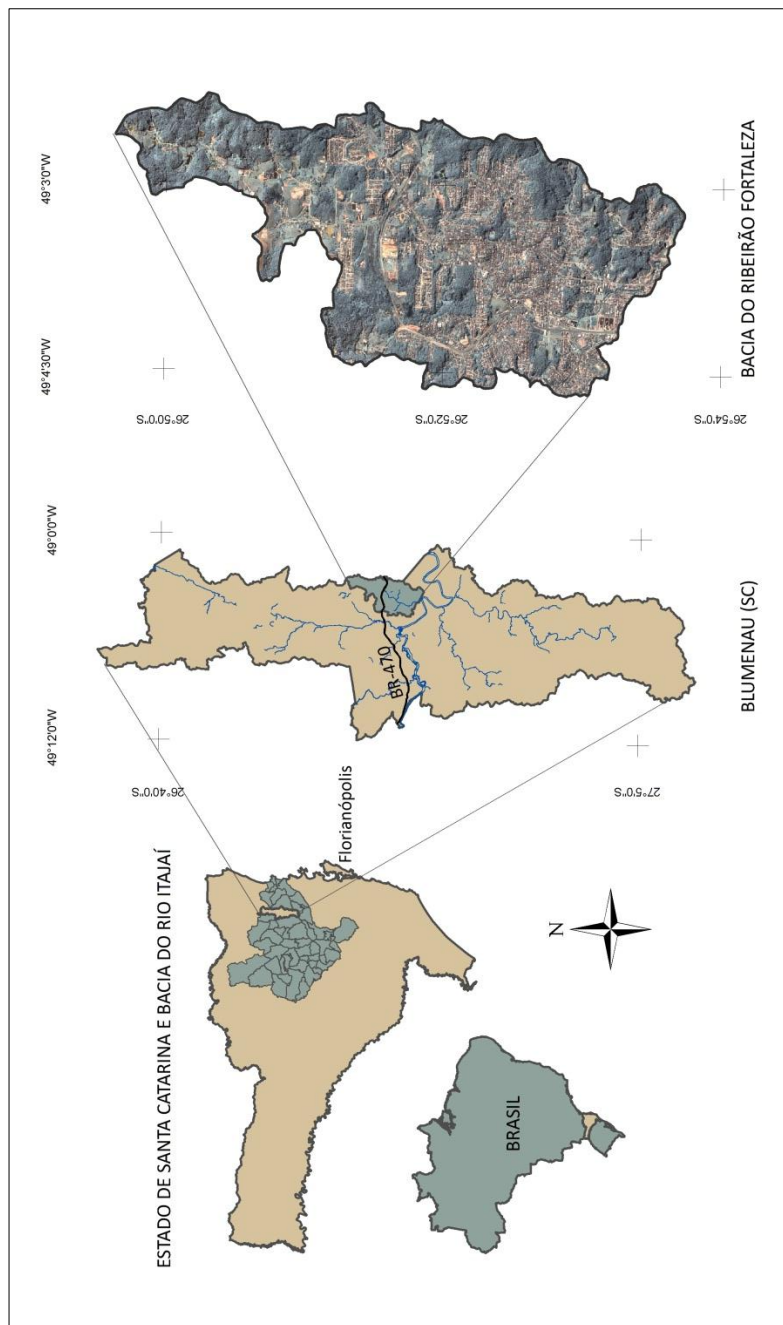 ESTADO DE SANTA CATARINA E BACIA DO RIO ITAJAÍ
Florianópolis
BRASIL
N
49°12'0"W
49°0'0"W
26°40'0"S
27°5'0"S
BR-470
BLUMENAU (SC)
49°4'30"W
49°3'0"W
26°50'0"S
26°52'0"S
26°54'0"S
BACIA DO RIBEIRÃO FORTALEZA